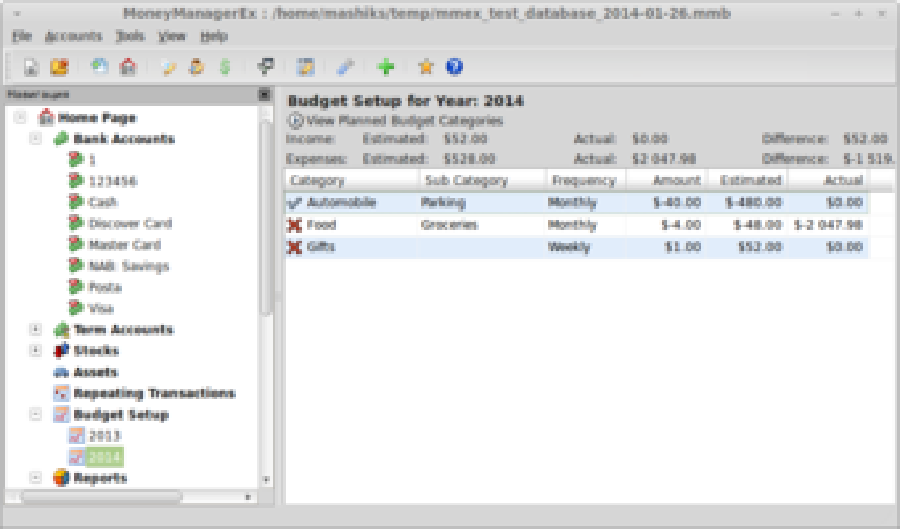 MoneyManagerEx : /home/mashiks/temp/mmex_test_database_2014-01-26.mmb
File Accounts Tools View Help
Home Page
Bank Accounts
1
123456
Cash
Discover Card
Master Card
NAB Savings
Posta
Visa
Term Accounts
Stocks
Assets
Repeating Transactions
Budget Setup
2013
2014
Reports
Budget Setup for Year: 2014
View Planned Budget Categories
Income: Estimated: $52.00 Actual: $0.00 Difference: $52.00
Expenses: Estimated: $528.00 Actual: $2 047.98 Difference: $-1 519.
Category Sub Category Frequency Amount Estimated Actual
Automobile Parking Monthly $-40.00 $-480.00 $0.00
Food Groceries Monthly $-4.00 $-48.00 $-2 047.98
Gifts Weekly $1.00 $52.00 $0.00